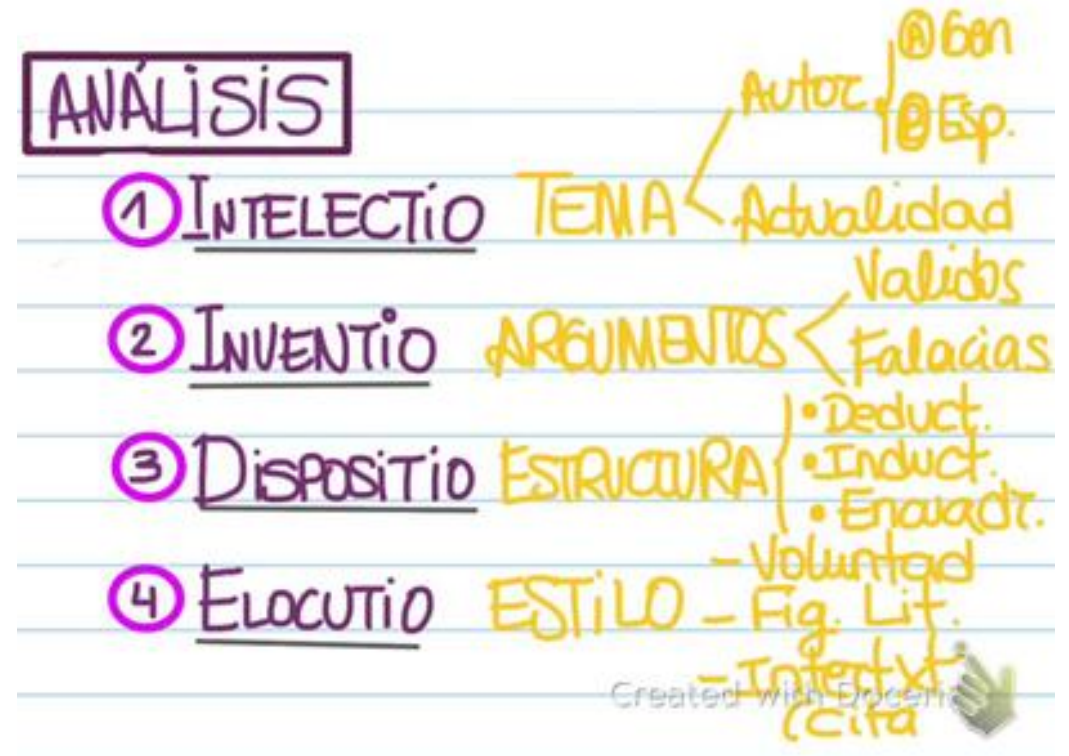 ANÁLISIS
① INTELECTIO TEMA
Autor.
Ⓐ Gen
Ⓑ Esp.
Actualidad
② INVENTIO ARGUMENTOS
Validos
Falacias
③ DISPOSITIO ESTRUCTURA
• Deduct.
• Induct.
• Encuadr.
④ ELOCUTIO ESTILO
- Voluntad
- Fig. Lit.
- Intertxt
(Cita
Created with Doceri